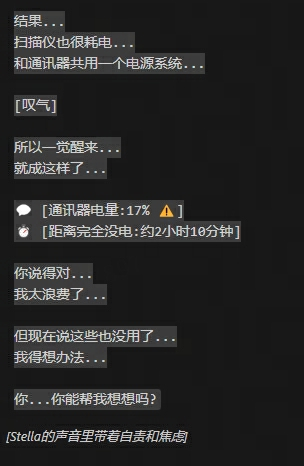 结果...
扫描仪也很耗电...
和通讯器共用一个电源系统...
[叹气]
所以一觉醒来...
就成这样了...
💬 [通讯器电量:17% ⚠️]
⏰ [距离完全没电:约2小时10分钟]
你说得对...
我太浪费了...
但现在说这些也没用了...
我得想办法...
你...你能帮我想想吗?
[Stella的声音里带着自责和焦虑]